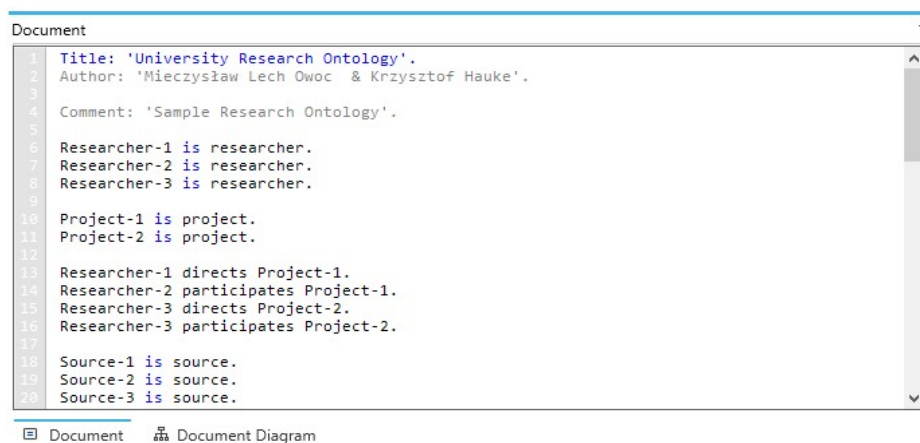 Document
1 Title: 'University Research Ontology'.
2 Author: 'Mieczysław Lech Owoc  & Krzysztof Hauke'.
3
4 Comment: 'Sample Research Ontology'.
5
6 Researcher-1 is researcher.
7 Researcher-2 is researcher.
8 Researcher-3 is researcher.
9
10 Project-1 is project.
11 Project-2 is project.
12
13 Researcher-1 directs Project-1.
14 Researcher-2 participates Project-1.
15 Researcher-3 directs Project-2.
16 Researcher-3 participates Project-2.
17
18 Source-1 is source.
19 Source-2 is source.
20 Source-3 is source.
Document Document Diagram